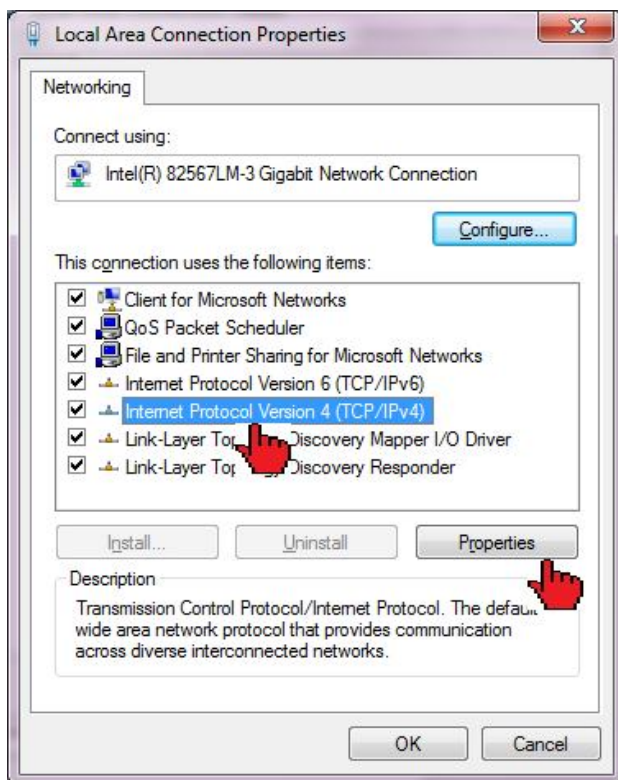 Local Area Connection Properties
Networking
Connect using:
Intel(R) 82567LM-3 Gigabit Network Connection
Configure...
This connection uses the following items:
Client for Microsoft Networks
QoS Packet Scheduler
File and Printer Sharing for Microsoft Networks
Internet Protocol Version 6 (TCP/IPv6)
Internet Protocol Version 4 (TCP/IPv4)
Link-Layer Topology Discovery Mapper I/O Driver
Link-Layer Topology Discovery Responder
Install...
Uninstall
Properties
Description
Transmission Control Protocol/Internet Protocol. The default
wide area network protocol that provides communication
across diverse interconnected networks.
OK
Cancel